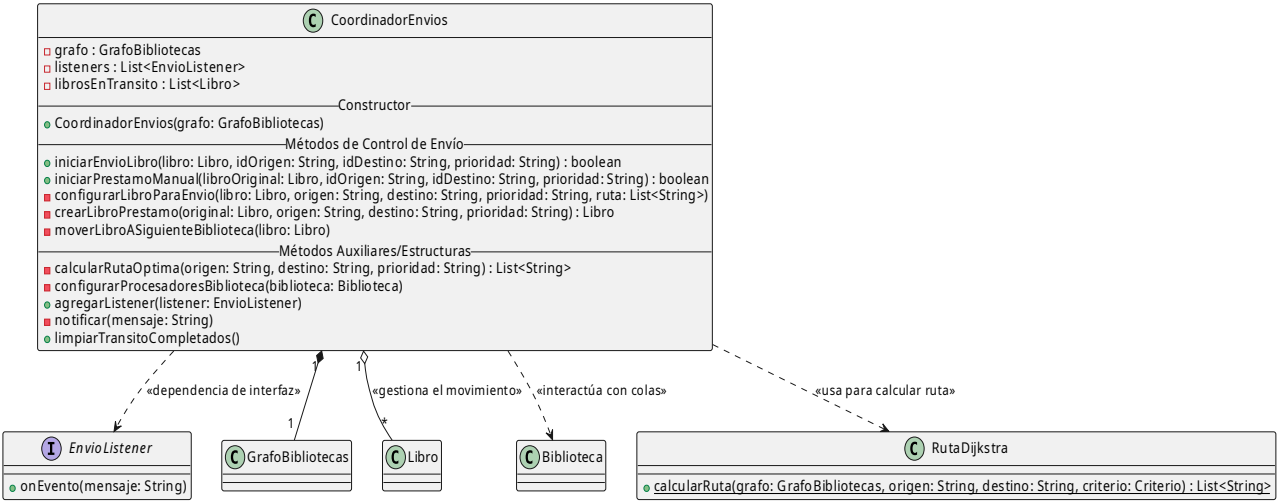 C CoordinadorEnvios
grafo : GrafoBibliotecas
listeners : List<EnvioListener>
librosEnTransito : List<Libro>
Constructor
CoordinadorEnvios(grafo: GrafoBibliotecas)
Métodos de Control de Envío
iniciarEnvioLibro(libro: Libro, idOrigen: String, idDestino: String, prioridad: String) : boolean
iniciarPrestamoManual(libroOriginal: Libro, idOrigen: String, idDestino: String, prioridad: String) : boolean
configurarLibroParaEnvio(libro: Libro, origen: String, destino: String, prioridad: String, ruta: List<String>)
crearLibroPrestamo(original: Libro, origen: String, destino: String, prioridad: String) : Libro
moverLibroASiguienteBiblioteca(libro: Libro)
Métodos Auxiliares/Estructuras
calcularRutaOptima(origen: String, destino: String, prioridad: String) : List<String>
configurarProcesadoresBiblioteca(biblioteca: Biblioteca)
agregarListener(listener: EnvioListener)
notificar(mensaje: String)
limpiarTransitoCompletados()
1 1
«dependencia de interfaz» «gestiona el movimiento» «interactúa con colas» «usa para calcular ruta»
1 *
I EnvioListener
onEvento(mensaje: String)
C GrafoBibliotecas
C Libro
C Biblioteca
C RutaDijkstra
calcularRuta(grafo: GrafoBibliotecas, origen: String, destino: String, criterio: Criterio) : List<String>